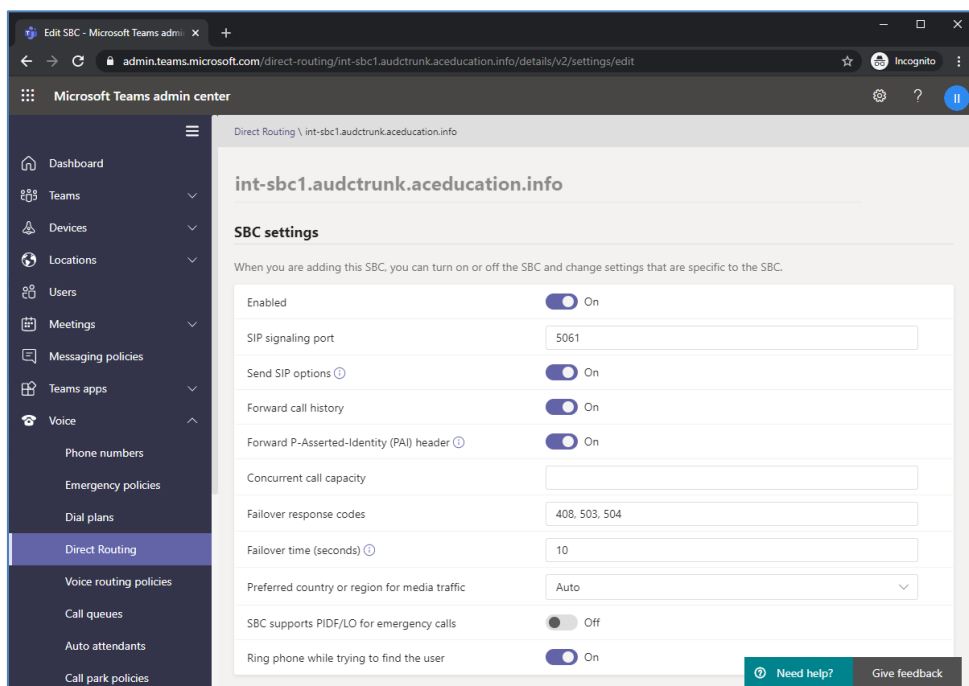 Edit SBC - Microsoft Teams admi
admin.teams.microsoft.com/direct-routing/int-sbc1.audctrunk.aceducation.info/details/v2/settings/edit
Incognito
Microsoft Teams admin center
?
II
Dashboard
Teams
Devices
Locations
Users
Meetings
Messaging policies
Teams apps
Voice
Phone numbers
Emergency policies
Dial plans
Direct Routing
Voice routing policies
Call queues
Auto attendants
Call park policies
Direct Routing \ int-sbc1.audctrunk.aceducation.info
int-sbc1.audctrunk.aceducation.info
SBC settings
When you are adding this SBC, you can turn on or off the SBC and change settings that are specific to the SBC.
Enabled On
SIP signaling port 5061
Send SIP options On
Forward call history On
Forward P-Asserted-Identity (PAI) header On
Concurrent call capacity
Failover response codes 408, 503, 504
Failover time (seconds) 10
Preferred country or region for media traffic Auto
SBC supports PIDF/LO for emergency calls Off
Ring phone while trying to find the user On
Need help? Give feedback